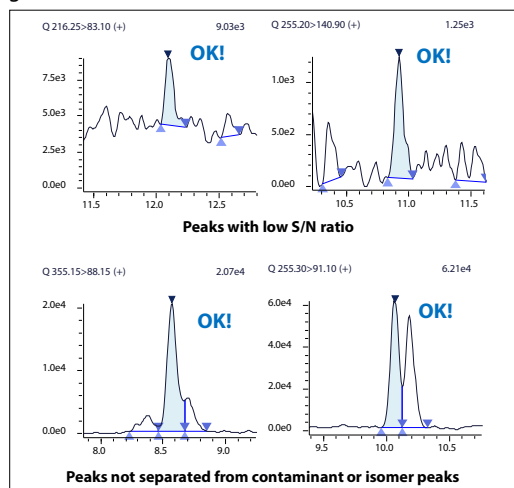 Q 216.25>83.10 (+) 9.03e3
OK!
7.5e3
5.0e3
2.5e3
0.0e0
11.5 12.0 12.5
Q 255.20>140.90 (+) 1.25e3
OK!
1.0e3
5.0e2
0.0e0
10.5 11.0 11.5
Peaks with low S/N ratio
Q 355.15>88.15 (+) 2.07e4
OK!
2.0e4
1.0e4
0.0e0
8.0 8.5 9.0
Q 255.30>91.10 (+) 6.21e4
OK!
6.0e4
4.0e4
2.0e4
0.0e0
9.5 10.0 10.5
Peaks not separated from contaminant or isomer peaks